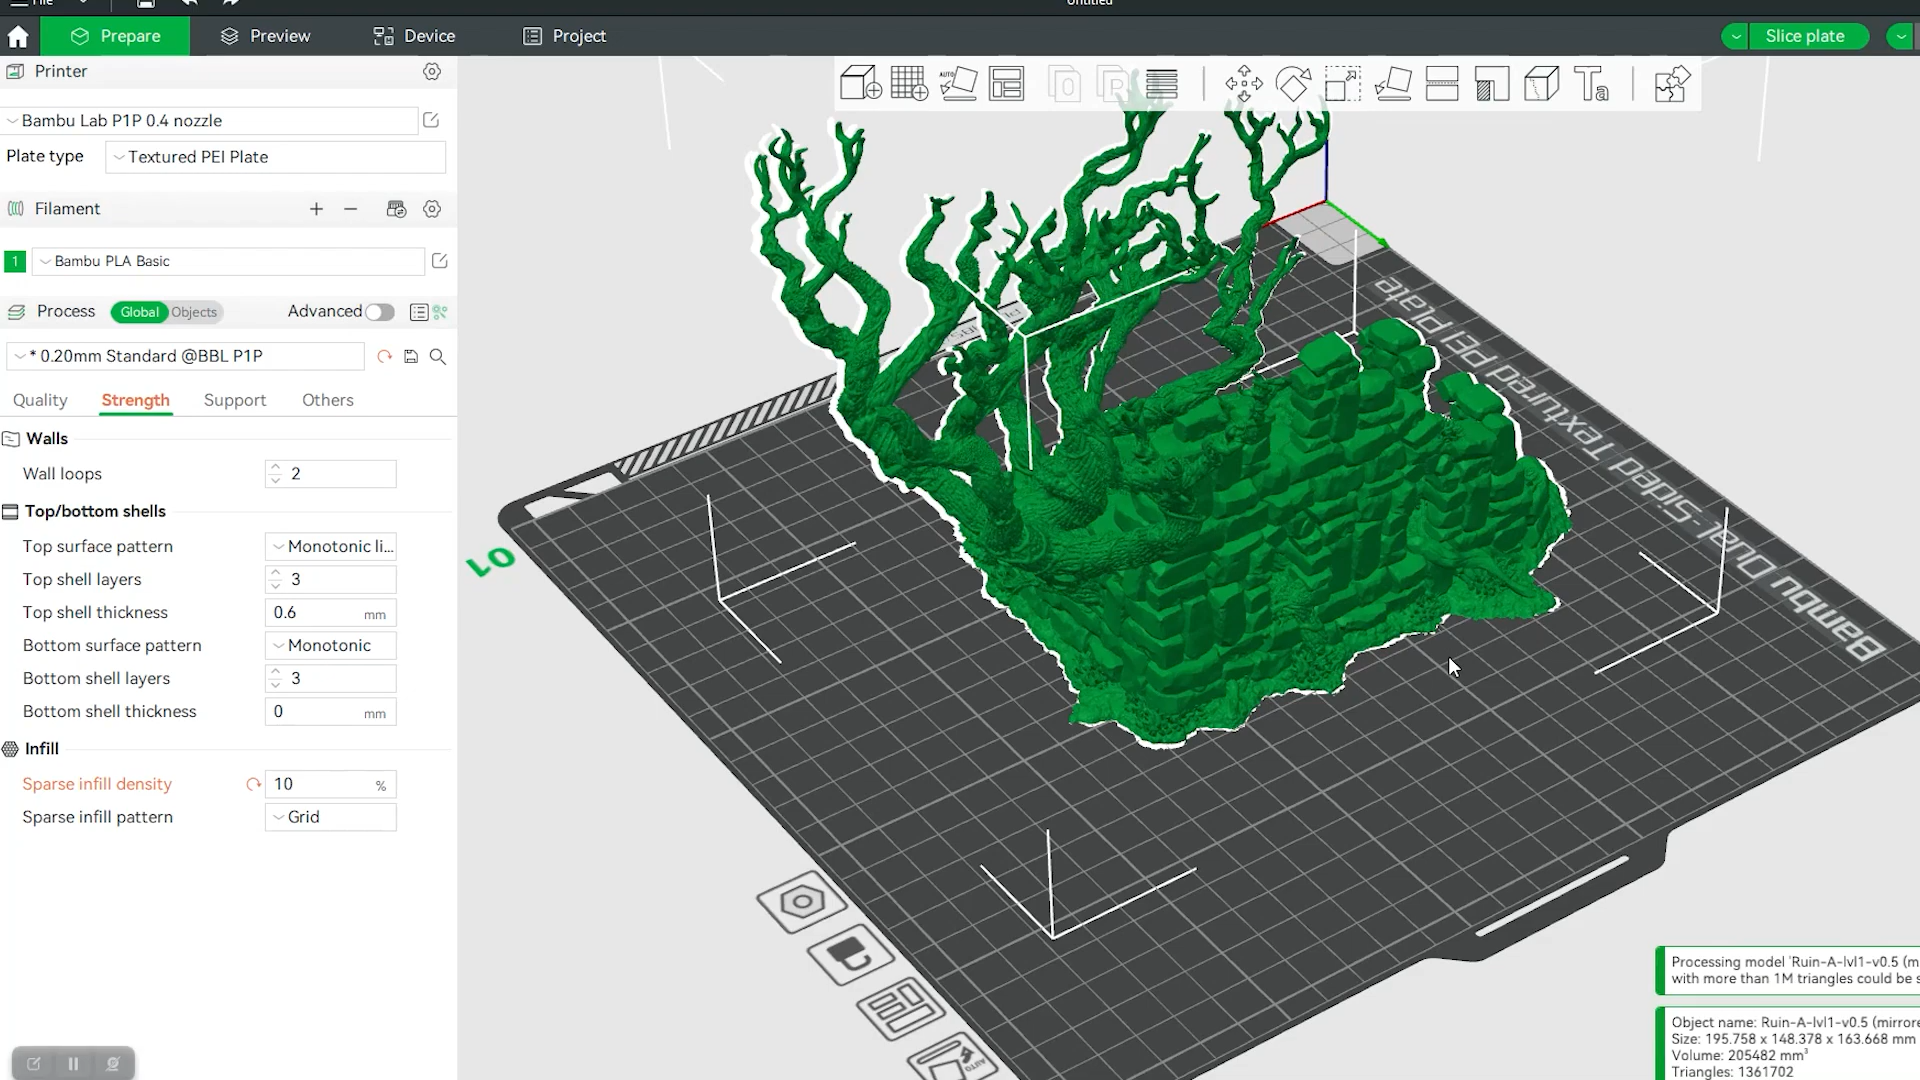 File
Untitled
Prepare
Preview
Device
Project
Slice plate
Printer
Bambu Lab P1P 0.4 nozzle
Plate type
Textured PEI Plate
Filament
1
Bambu PLA Basic
Process
Global
Objects
Advanced
* 0.20mm Standard @BBL P1P
Quality
Strength
Support
Others
Walls
Wall loops
2
Top/bottom shells
Top surface pattern
Monotonic li...
Top shell layers
3
Top shell thickness
0.6 mm
Bottom surface pattern
Monotonic
Bottom shell layers
3
Bottom shell thickness
0 mm
Infill
Sparse infill density
10 %
Sparse infill pattern
Grid
AUTO
Ta
01
Bambu Dual-Sided Textured PEI Plate
AUTO
Processing model 'Ruin-A-lvl1-v0.5 (m
with more than 1M triangles could be s
Object name: Ruin-A-lvl1-v0.5 (mirrore
Size: 195.758 x 148.378 x 163.668 mm
Volume: 205482 mm³
Triangles: 1361702